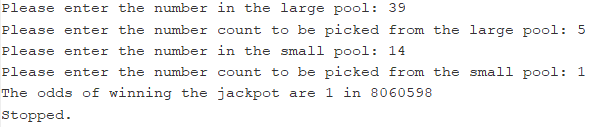 Please enter the number in the large pool: 39
Please enter the number count to be picked from the large pool: 5
Please enter the number in the small pool: 14
Please enter the number count to be picked from the small pool: 1
The odds of winning the jackpot are 1 in 8060598
Stopped.